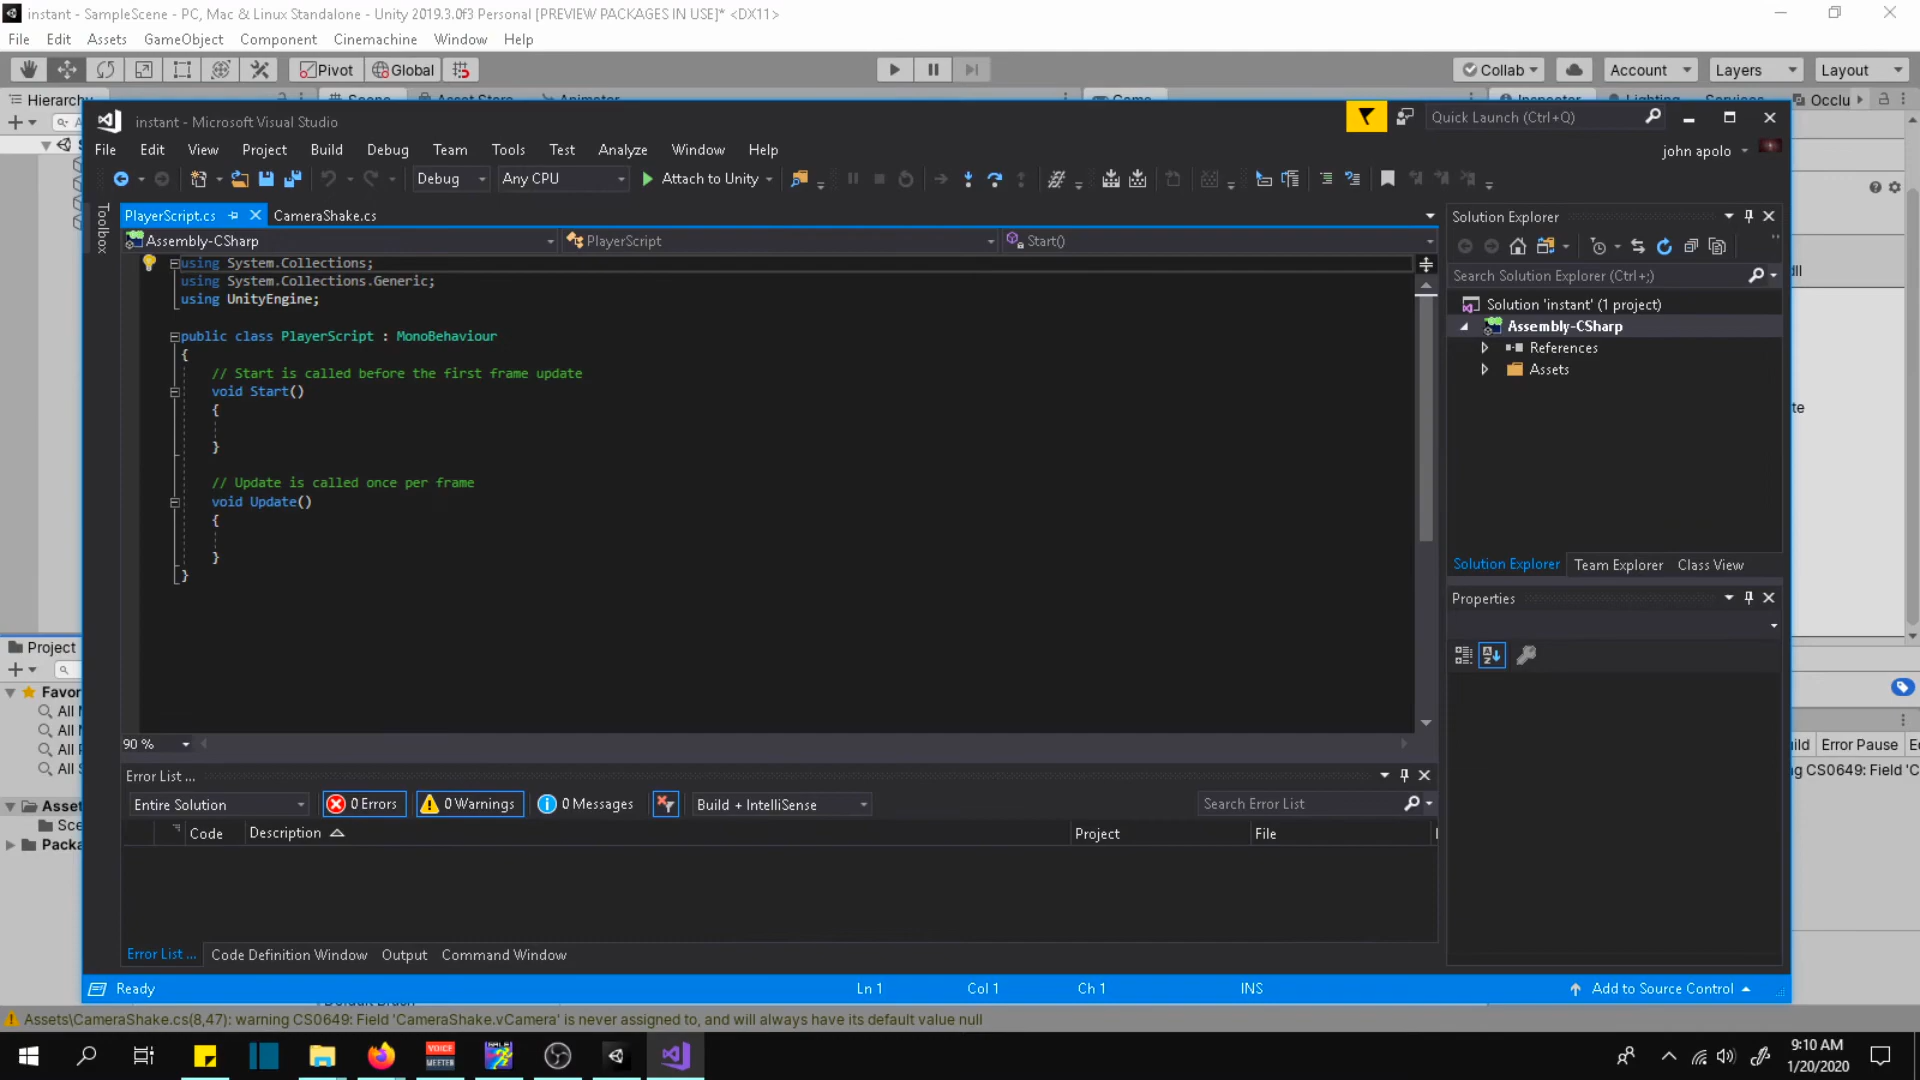 instant - SampleScene - PC, Mac & Linux Standalone - Unity 2019.3.0f3 Personal [PREVIEW PACKAGES IN USE]* <DX11>
File Edit Assets GameObject Component Cinemachine Window Help
Pivot Global Collab Account Layers Layout
Hierarchy Scene Asset Store Animator Game Inspector Lighting Services Occlu
instant - Microsoft Visual Studio Quick Launch (Ctrl+Q)
File Edit View Project Build Debug Team Tools Test Analyze Window Help john apolo
Debug Any CPU Attach to Unity
Toolbox
PlayerScript.cs CameraShake.cs
Assembly-CSharp PlayerScript Start()
using System.Collections;
using System.Collections.Generic;
using UnityEngine;
public class PlayerScript : MonoBehaviour
{
// Start is called before the first frame update
void Start()
{
}
// Update is called once per frame
void Update()
{
}
}
90 %
Solution Explorer
Search Solution Explorer (Ctrl+;)
Solution 'instant' (1 project)
Assembly-CSharp
References
Assets
Solution Explorer Team Explorer Class View
Properties
Project
Favor
All
All
All
All
Asset
Sce
Packa
Error List ...
Entire Solution 0 Errors 0 Warnings 0 Messages Build + IntelliSense Search Error List
Code Description Project File
Error List ... Code Definition Window Output Command Window
Ready Ln 1 Col 1 Ch 1 INS Add to Source Control
uild Error Pause
ng CS0649: Field 'C
Assets\CameraShake.cs(8,47): warning CS0649: Field 'CameraShake.vCamera' is never assigned to, and will always have its default value null
VOICE
MEETER
9:10 AM
1/20/2020